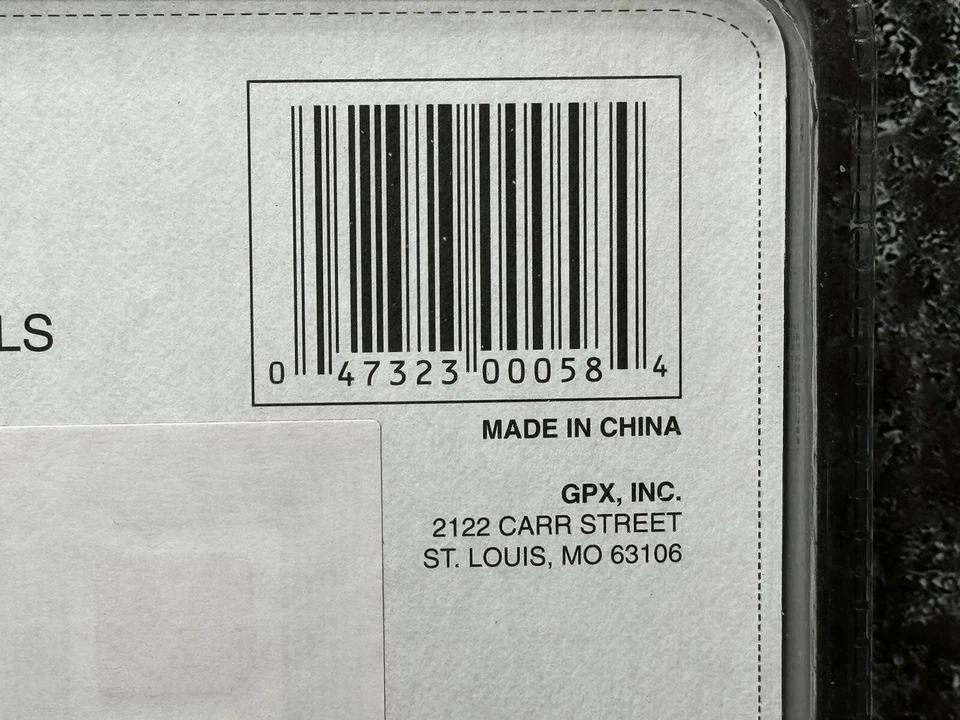 LS
0 47323 00058 4
MADE IN CHINA
GPX, INC.
2122 CARR STREET
ST. LOUIS, MO 63106